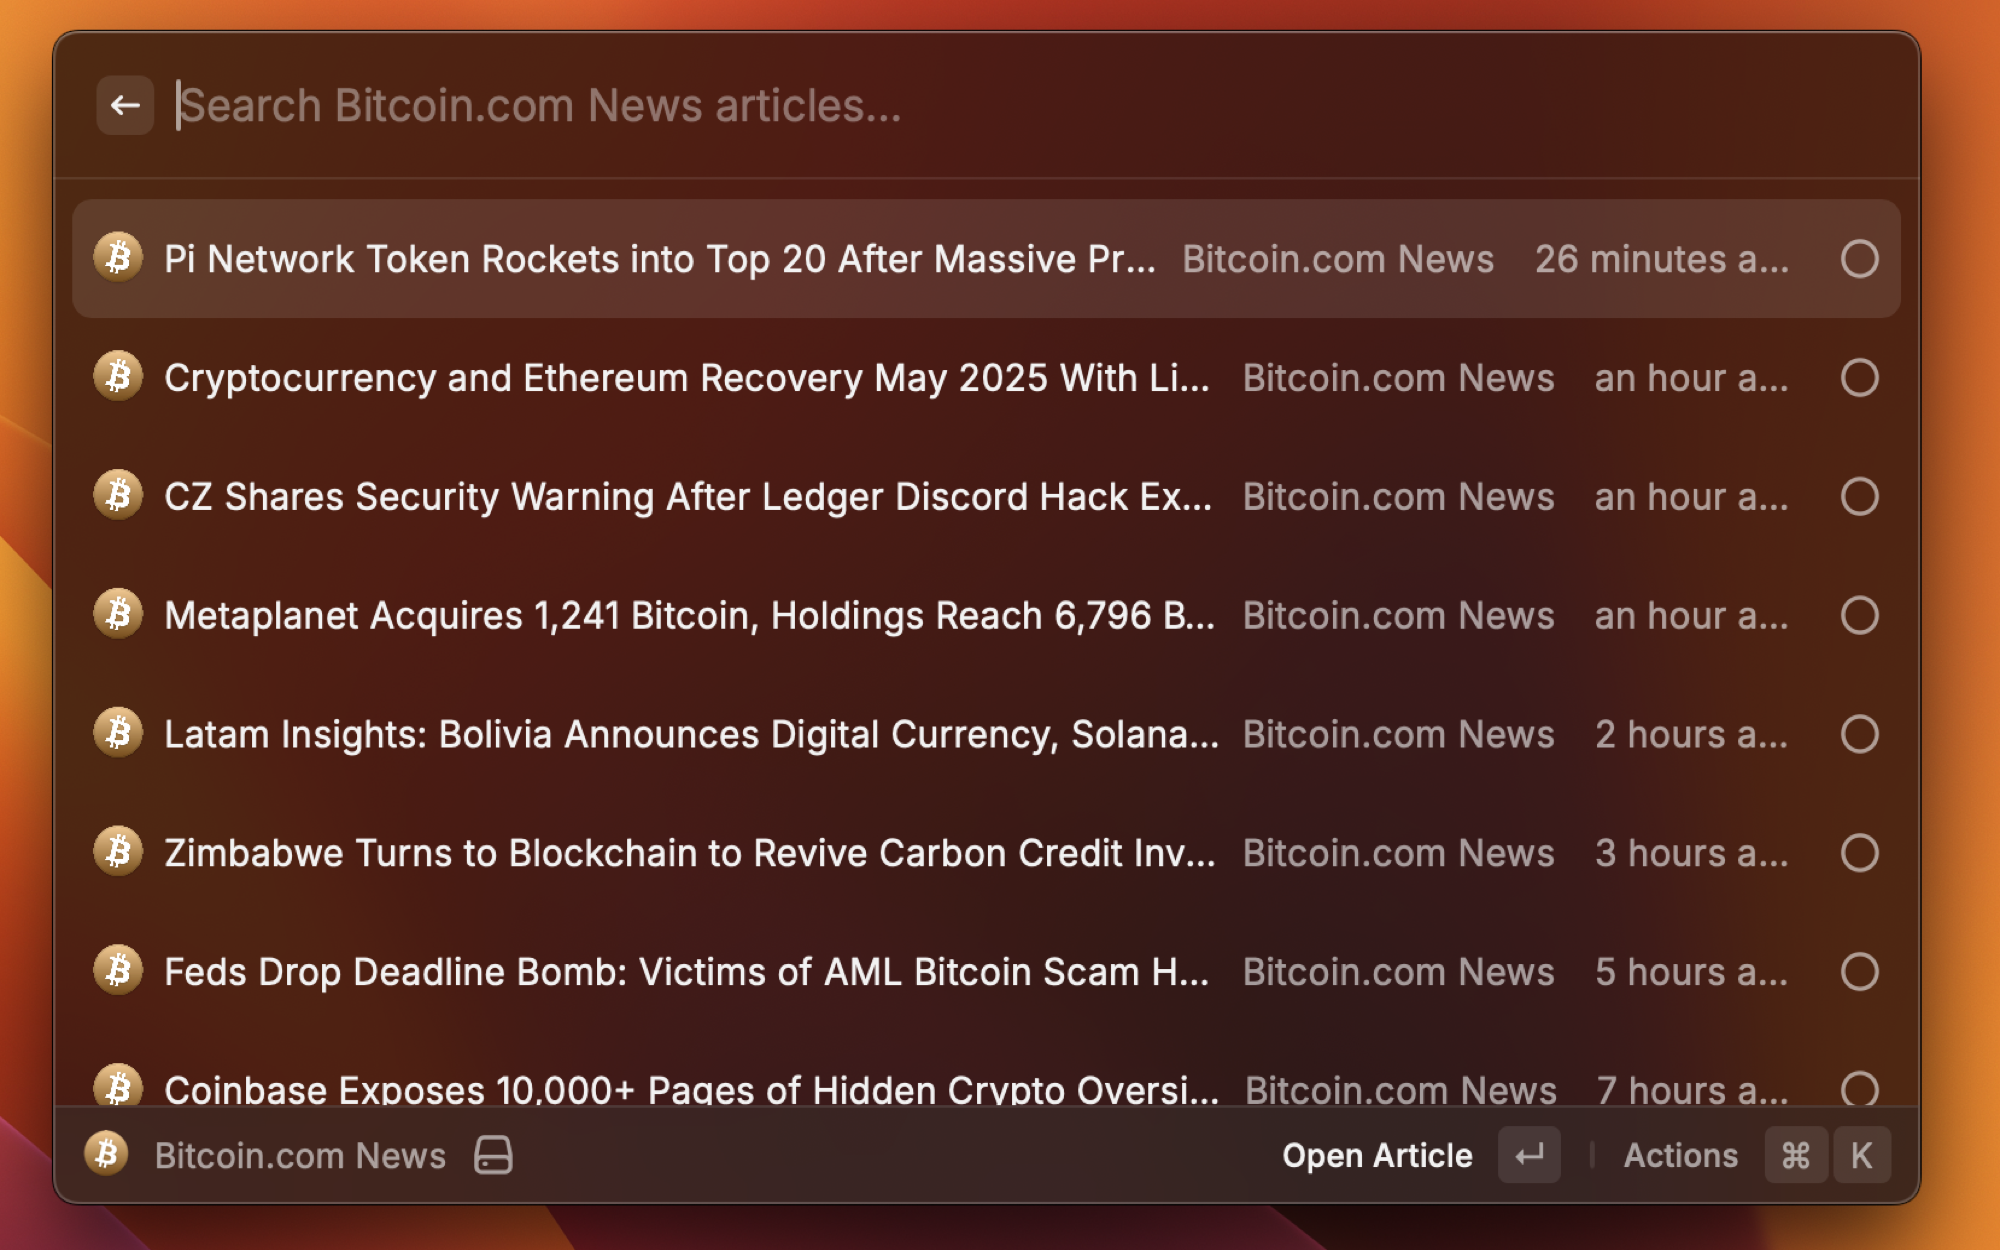 Search Bitcoin.com News articles...
Pi Network Token Rockets into Top 20 After Massive Pr... Bitcoin.com News 26 minutes a...
Cryptocurrency and Ethereum Recovery May 2025 With Li... Bitcoin.com News an hour a...
CZ Shares Security Warning After Ledger Discord Hack Ex... Bitcoin.com News an hour a...
Metaplanet Acquires 1,241 Bitcoin, Holdings Reach 6,796 B... Bitcoin.com News an hour a...
Latam Insights: Bolivia Announces Digital Currency, Solana... Bitcoin.com News 2 hours a...
Zimbabwe Turns to Blockchain to Revive Carbon Credit Inv... Bitcoin.com News 3 hours a...
Feds Drop Deadline Bomb: Victims of AML Bitcoin Scam H... Bitcoin.com News 5 hours a...
Coinbase Exposes 10,000+ Pages of Hidden Crypto Oversi... Bitcoin.com News 7 hours a...
Bitcoin.com News Open Article ↵ Actions ⌘ K